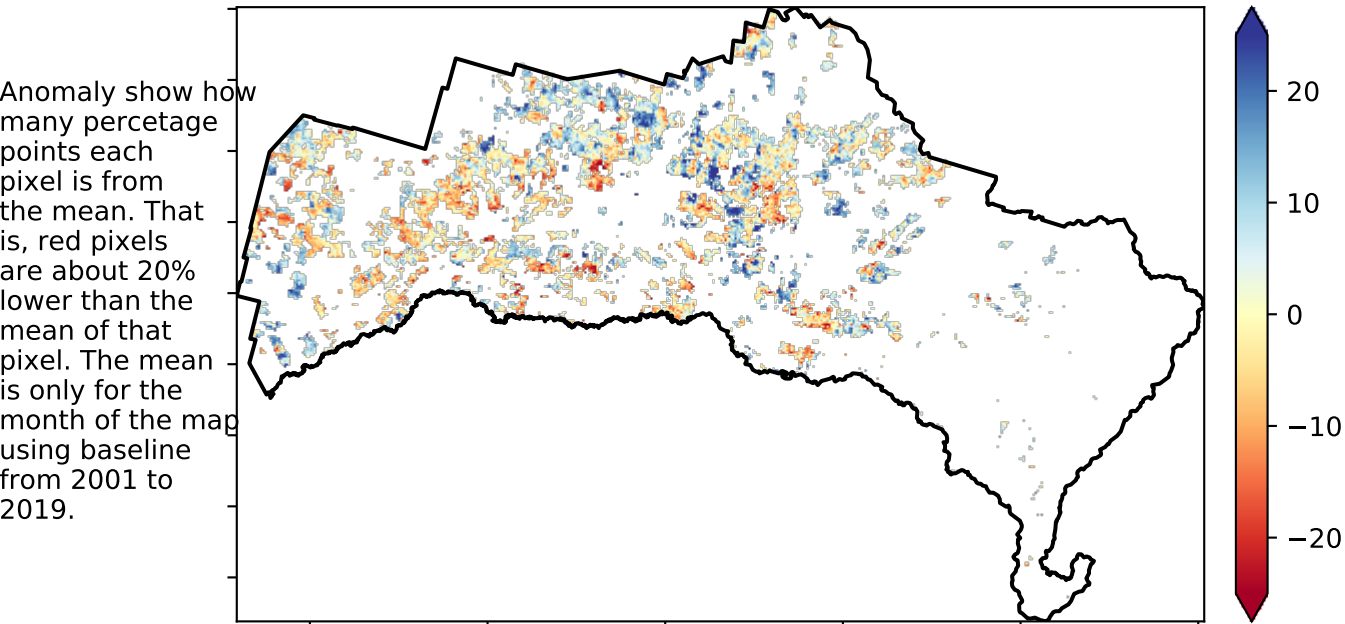 Anomaly show how
many percetage
points each
pixel is from
the mean. That
is, red pixels
are about 20%
lower than the
mean of that
pixel. The mean
is only for the
month of the map
using baseline
from 2001 to
2019.
20
10
0
−10
−20